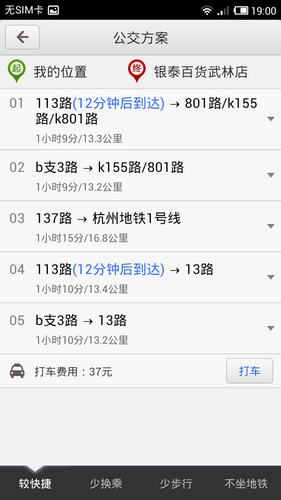 无SIM卡 19:00
公交方案
起 我的位置 终 银泰百货武林店
01 113路(12分钟后到达) → 801路/k155
路/k801路
1小时9分/13.3公里
02 b支3路 → k155路/801路
1小时9分/13.2公里
03 137路 → 杭州地铁1号线
1小时15分/16.8公里
04 113路(12分钟后到达) → 13路
1小时10分/13.4公里
05 b支3路 → 13路
1小时10分/13.2公里
打车费用：37元 打车
较快捷 少换乘 少步行 不坐地铁